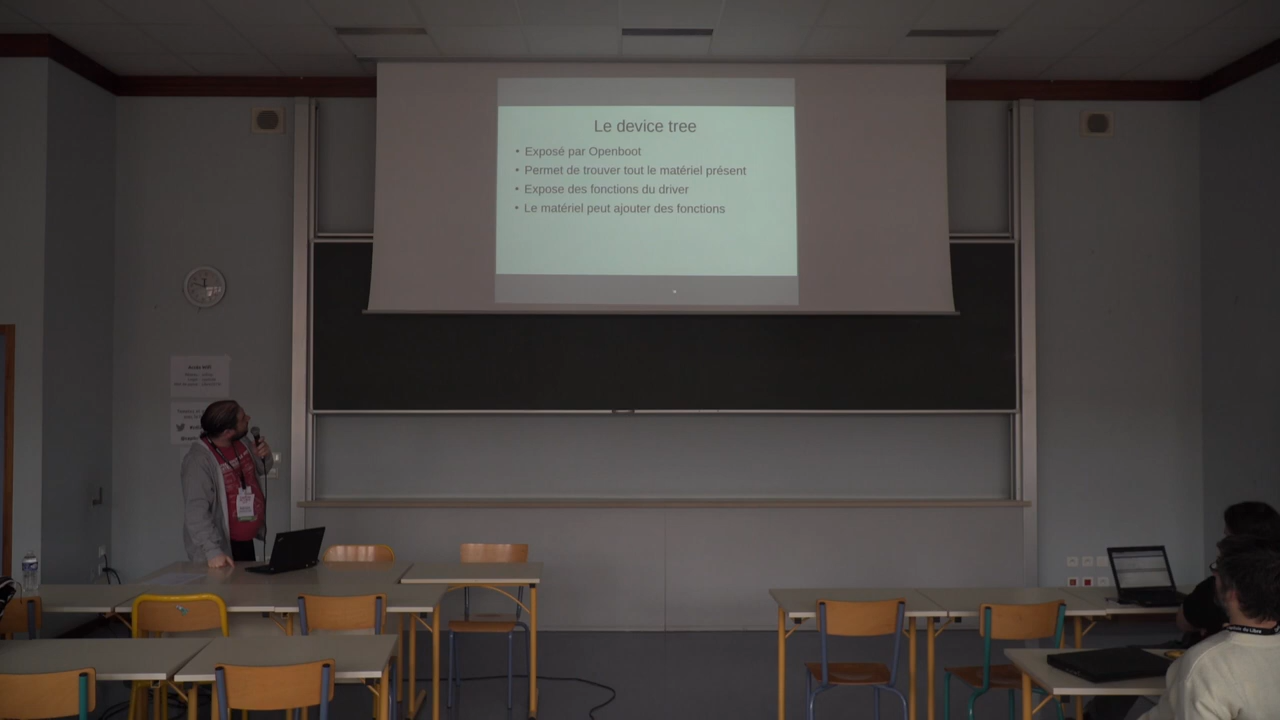 Le device tree
• Exposé par Openboot
• Permet de trouver tout le matériel présent
• Expose des fonctions du driver
• Le matériel peut ajouter des fonctions